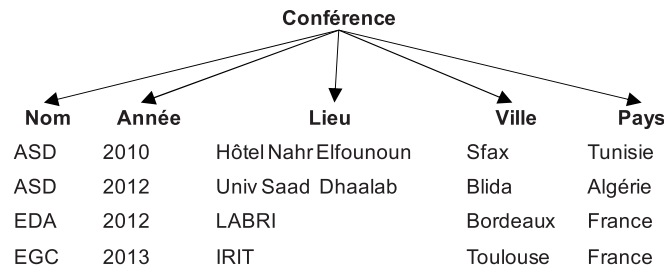 Conférence
Nom Année Lieu Ville Pays
ASD 2010 Hôtel Nahr Elfounoun Sfax Tunisie
ASD 2012 Univ Saad Dhaalab Blida Algérie
EDA 2012 LABRI Bordeaux France
EGC 2013 IRIT Toulouse France